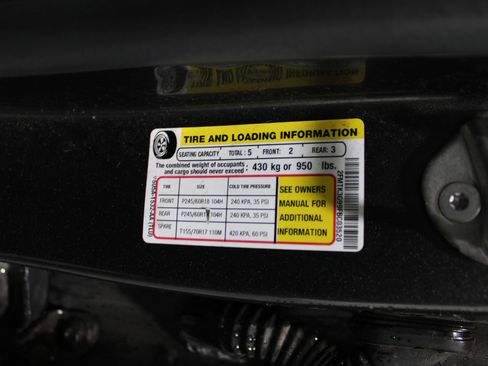 TIRE AND LOADING INFORMATION
SEATING CAPACITY TOTAL : 5 FRONT: 2 REAR: 3
The combined weight of occupants
and cargo should never exceed : 430 kg or 950 lbs.
TIRE SIZE COLD TIRE PRESSURE
FRONT P245/60R18 104H 240 KPA, 35 PSI
REAR P245/60R18 104H 240 KPA, 35 PSI
SPARE T155/70R17 110M 420 KPA, 60 PSI
SEE OWNERS
MANUAL FOR
ADDITIONAL
INFORMATION